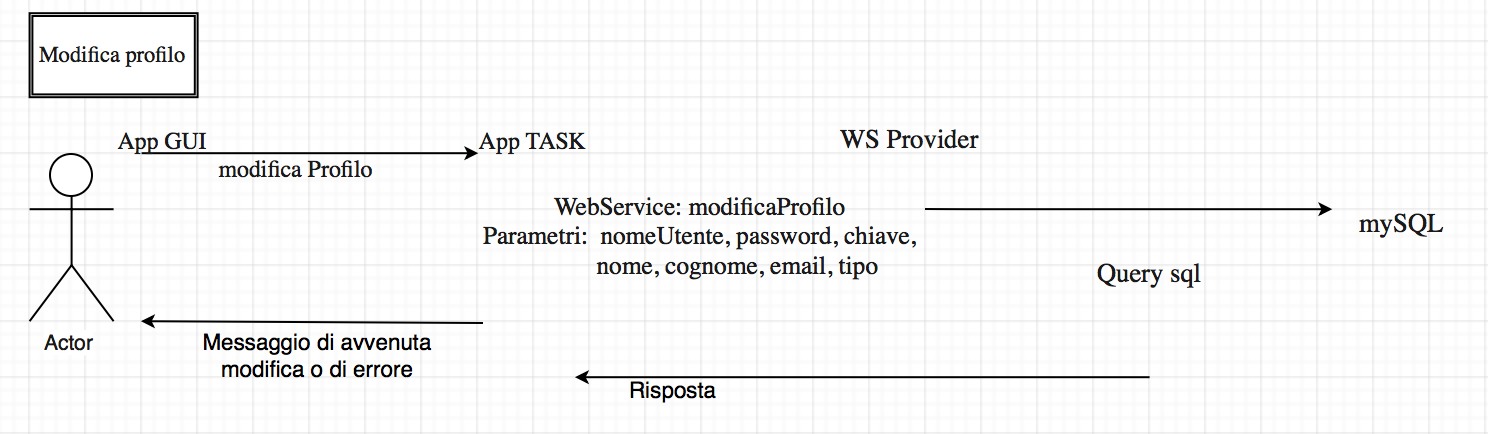 Modifica profilo
App GUI
App TASK
WS Provider
modifica Profilo
WebService: modificaProfilo
Parametri: nomeUtente, password, chiave,
nome, cognome, email, tipo
mySQL
Query sql
Actor
Messaggio di avvenuta
modifica o di errore
Risposta